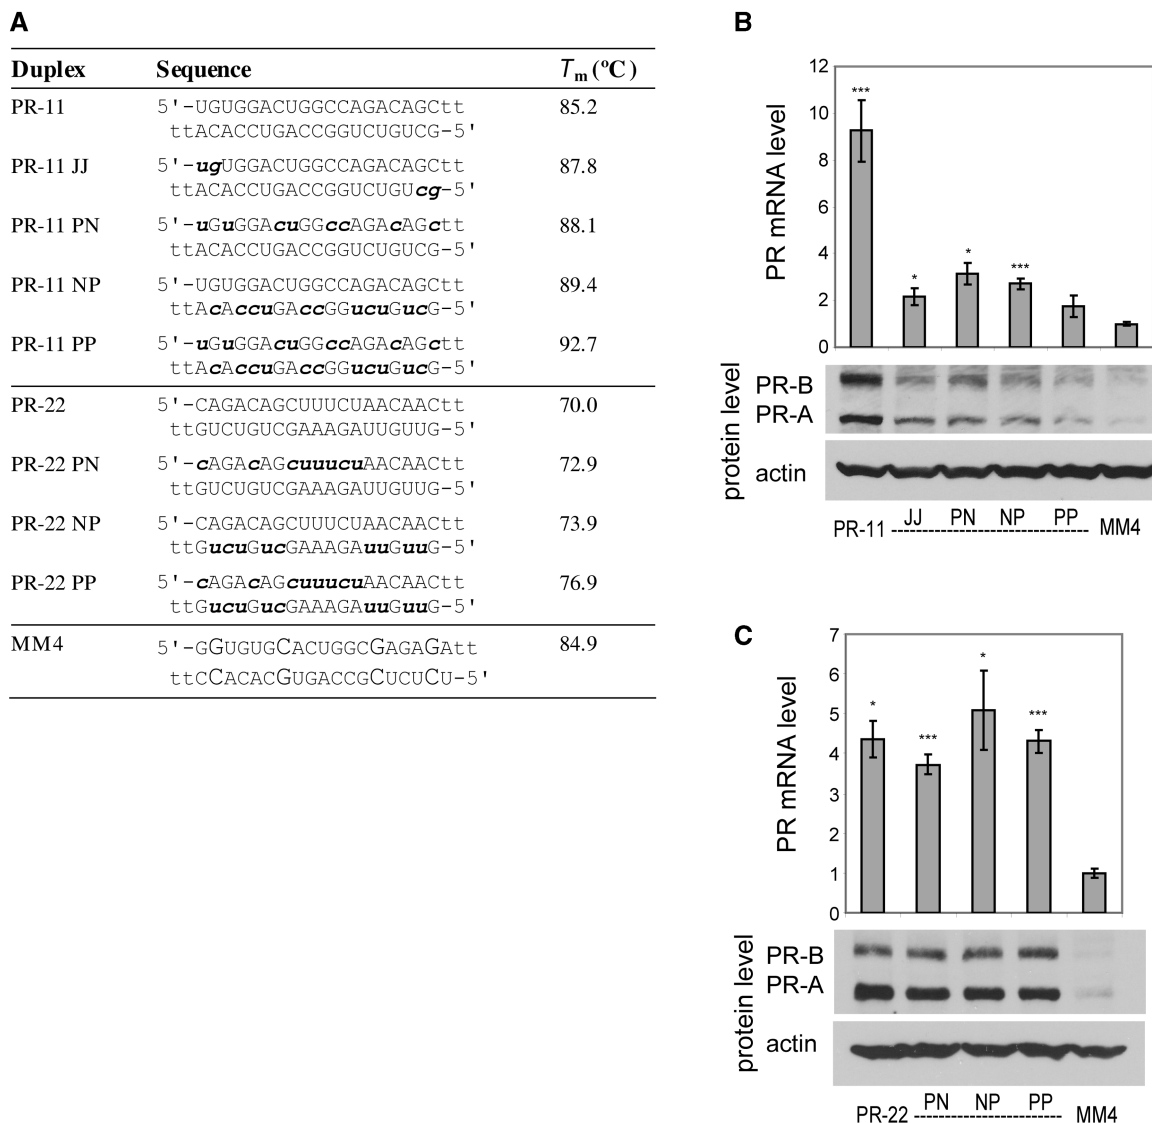 A
Duplex Sequence Tm (ºC)
PR-11 5'-UGUGGACUGGCCAGACAGCtt 85.2
ttACACCUGACCGGUCUGUCG-5'
PR-11 JJ 5'-ugUGGACUGGCCAGACAGCtt 87.8
ttACACCUGACCGGUCUGUcg-5'
PR-11 PN 5'-uGuGGAcuGGccAGAcAGctt 88.1
ttACACCUGACCGGUCUGUCG-5'
PR-11 NP 5'-UGUGGACUGGCCAGACAGCtt 89.4
ttAcAccuGAccGGucuGucG-5'
PR-11 PP 5'-uGuGGAcuGGccAGAcAGctt 92.7
ttAcAccuGAccGGucuGucG-5'
PR-22 5'-CAGACAGCUUUCUAACAACtt 70.0
ttGUCUGUCGAAAGAUUGUUG-5'
PR-22 PN 5'-cAGAcAGcuuucuAACAACtt 72.9
ttGUCUGUCGAAAGAUUGUUG-5'
PR-22 NP 5'-CAGACAGCUUUCUAACAACtt 73.9
ttGucuGucGAAAGAuuGuuG-5'
PR-22 PP 5'-cAGAcAGcuuucuAACAACtt 76.9
ttGucuGucGAAAGAuuGuuG-5'
MM4 5'-GGUGUGCACUGGCGAGAGAtt 84.9
ttCCACACGUGACCGCUCUCU-5'
B
PR mRNA level
12
10
8
6
4
2
0
***
*
*
***
protein level
PR-B
PR-A
actin
PR-11 JJ PN NP PP MM4
C
PR mRNA level
7
6
5
4
3
2
1
0
*
***
*
***
protein level
PR-B
PR-A
actin
PR-22 PN NP PP MM4